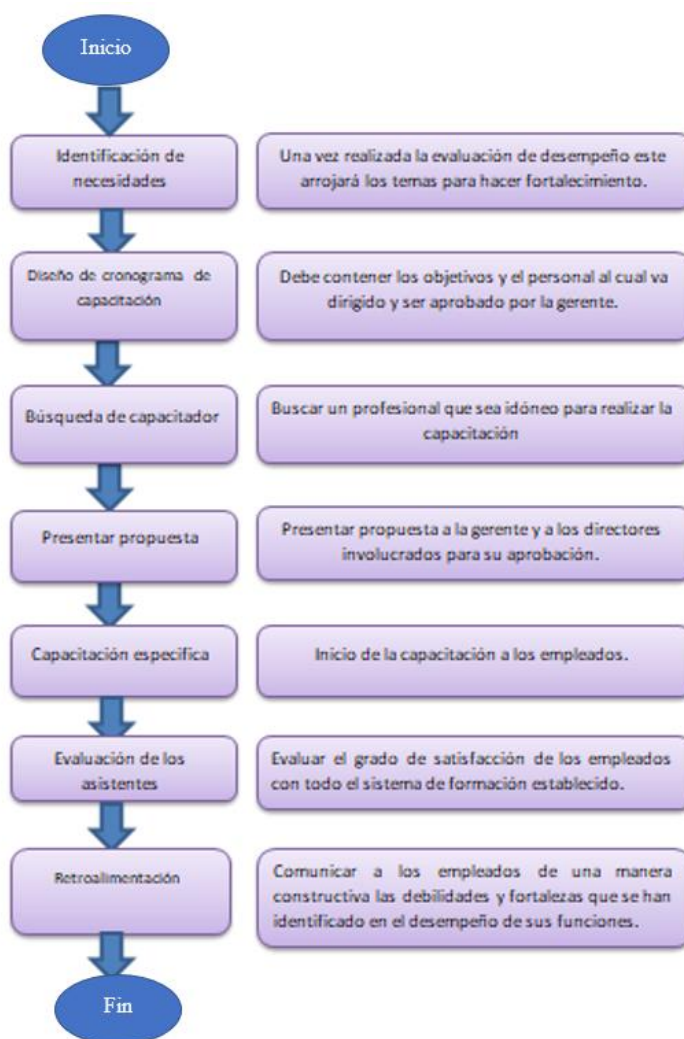 Inicio
Identificación de
necesidades
Una vez realizada la evaluación de desempeño este
arrojará los temas para hacer fortalecimiento.
Diseño de cronograma de
capacitación
Debe contener los objetivos y el personal al cual va
dirigido y ser aprobado por la gerente.
Búsqueda de capacitador
Buscar un profesional que sea idóneo para realizar la
capacitación
Presentar propuesta
Presentar propuesta a la gerente y a los directores
involucrados para su aprobación.
Capacitación especifica
Inicio de la capacitación a los empleados.
Evaluación de los
asistentes
Evaluar el grado de satisfacción de los empleados
con todo el sistema de formación establecido.
Retroalimentación
Comunicar a los empleados de una manera
constructiva las debilidades y fortalezas que se han
identificado en el desempeño de sus funciones.
Fin